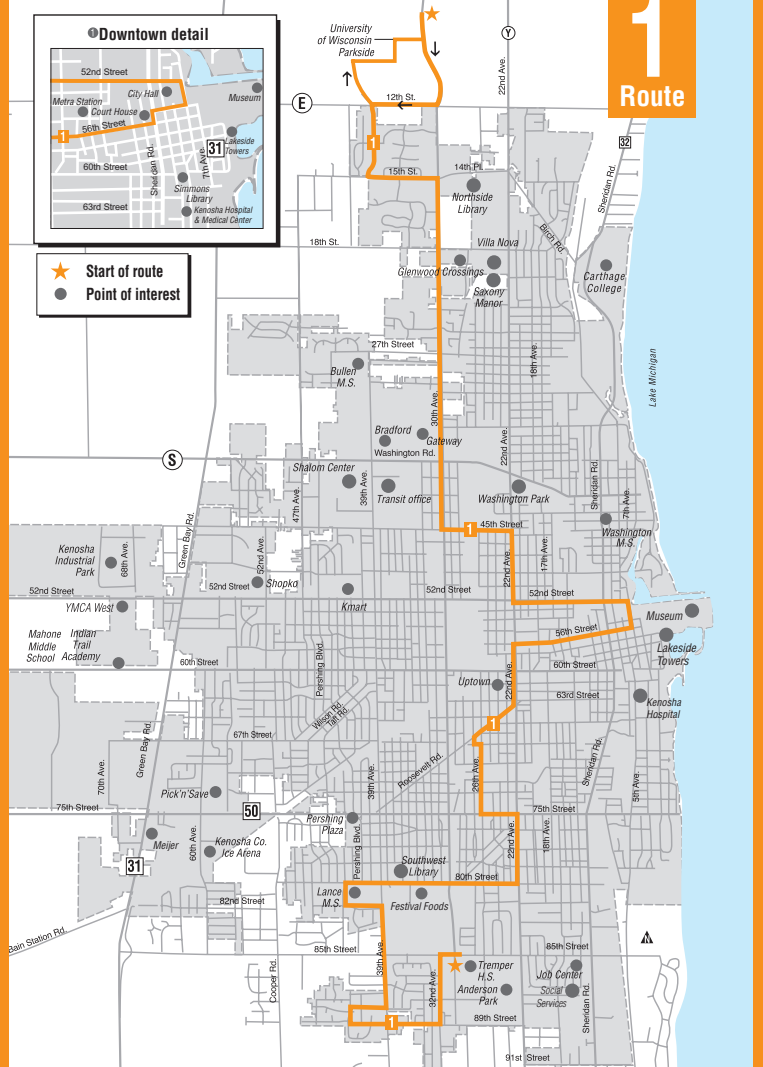 1 Downtown detail
52nd Street
City Hall
Museum
Metra Station
Court House
56th Street
1
Lakeside
Towers
31
60th Street
Sheridan Rd.
7th Ave.
Simmons
Library
63rd Street
Kenosha Hospital
& Medical Center
Start of route
Point of interest
1
Route
University
of Wisconsin
Parkside
Y
22nd Ave.
E
12th St.
32
1
14th Pl.
15th St.
Sheridan Rd.
Northside
Library
Birch Rd.
18th St.
Villa Nova
Glenwood Crossings
Saxony
Manor
Carthage
College
27th Street
18th Ave.
Lake Michigan
Bullen
M.S.
30th Ave.
Bradford
Gateway
Washington Rd.
22nd Ave.
S
Shalom Center
39th Ave.
Transit office
47th Ave.
Washington Park
Sheridan Rd.
7th Ave.
1
45th Street
Washington
M.S.
Green Bay Rd.
Kenosha
Industrial
Park
68th Ave.
52nd Ave.
22nd Ave.
17th Ave.
52nd Street
52nd Street
Shopko
52nd Street
52nd Street
Kmart
YMCA West
Museum
56th Street
Mahone
Middle
School
Indian
Trail
Academy
Lakeside
Towers
60th Street
60th Street
Pershing Blvd.
22nd Ave.
Uptown
63rd Street
Kenosha
Hospital
Wilson Rd.
Taft Rd.
1
67th Street
Green Bay Rd.
Roosevelt Rd.
Sheridan Rd.
70th Ave.
39th Ave.
26th Ave.
5th Ave.
Pick'n'Save
75th Street
50
75th Street
Pershing
Plaza
Meijer
60th Ave.
Kenosha Co.
Ice Arena
Pershing Blvd.
22nd Ave.
18th Ave.
31
Southwest
Library
80th Street
Lance
M.S.
Festival Foods
82nd Street
Bain Station Rd.
N
85th Street
85th Street
39th Ave.
Cooper Rd.
32nd Ave.
Tremper
H.S.
Anderson
Park
Job Center
Social
Services
Sheridan Rd.
1
89th Street
91st Street